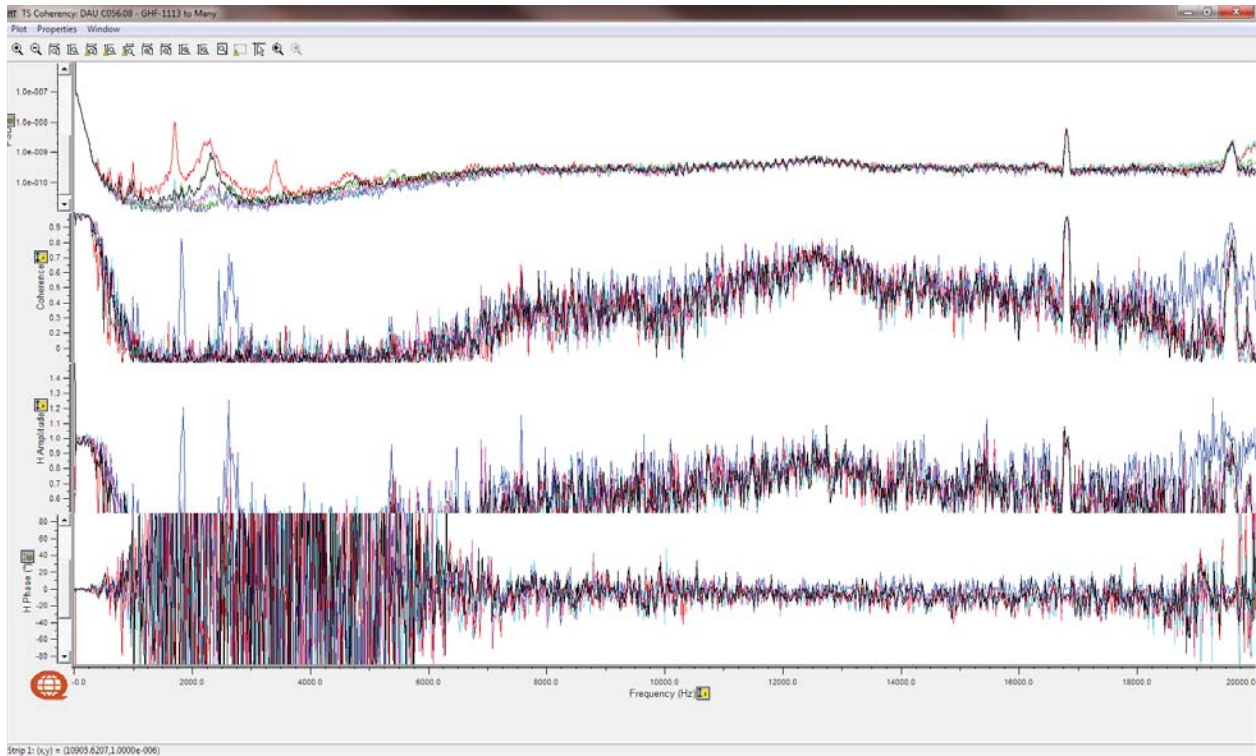 TS Coherency: DAU C056.08 - GHF-1113 to Many
Plot Properties Window
1.0e-007
1.0e-008
1.0e-009
1.0e-010
Coherence
0.9
0.8
0.7
0.6
0.5
0.4
0.3
0.2
0
H Amplitude
1.4
1.3
1.2
1.1
1.0
0.9
0.8
0.7
0.6
H Phase (°)
80
60
40
20
0
-20
-40
-60
-80
-0.0 2000.0 4000.0 6000.0 8000.0 10000.0 12000.0 14000.0 16000.0 18000.0 20000.0
Frequency (Hz)
Strip 1: (x,y) = (10905.6207,1.0000e-006)